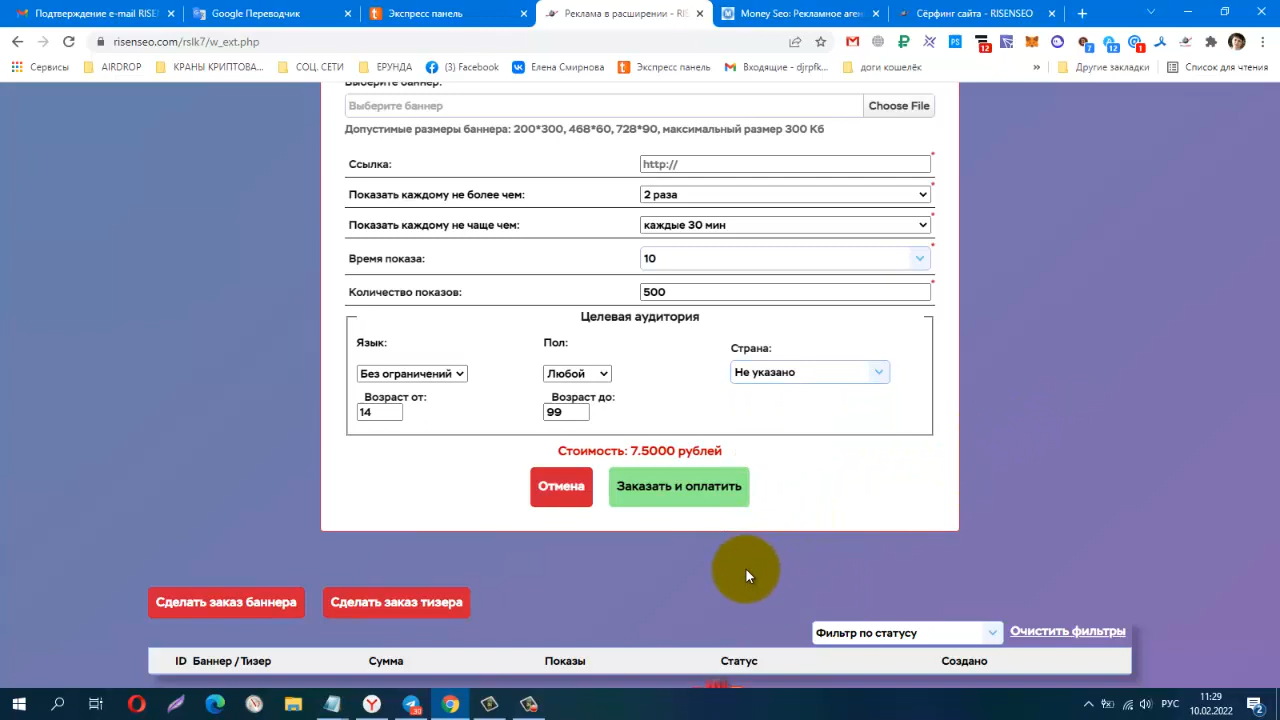 Подтверждение e-mail RISE
Google Переводчик
Экспресс панель
Реклама в расширении - RISE
Money Seo: Рекламное аген
Сёрфинг сайта - RISENSEO
risenseo.com/rslk7/w_ext.php
12
7
12
1
Сервисы
AIRDROP
КРАНЫ КРИПТОВА...
СОЦ. СЕТИ
ЕРУНДА
(3) Facebook
Елена Смирнова
Экспресс панель
Входящие - djrpfk...
доги кошелёк
»
Другие закладки
Список для чтения
Выберите баннер:
Выберите баннер
Choose File
Допустимые размеры баннера: 200*300, 468*60, 728*90, максимальный размер 300 Кб
Ссылка:
http://
*
Показать каждому не более чем:
2 раза
*
Показать каждому не чаще чем:
каждые 30 мин
*
Время показа:
10
*
Количество показов:
500
*
Целевая аудитория
Язык:
Пол:
Страна:
Без ограничений
Любой
Не указано
Возраст от:
Возраст до:
14
99
Стоимость: 7.5000 рублей
Отмена
Заказать и оплатить
Сделать заказ баннера
Сделать заказ тизера
Фильтр по статусу
Очистить фильтры
ID Баннер / Тизер
Сумма
Показы
Статус
Создано
РУС
11:29
10.02.2022
2